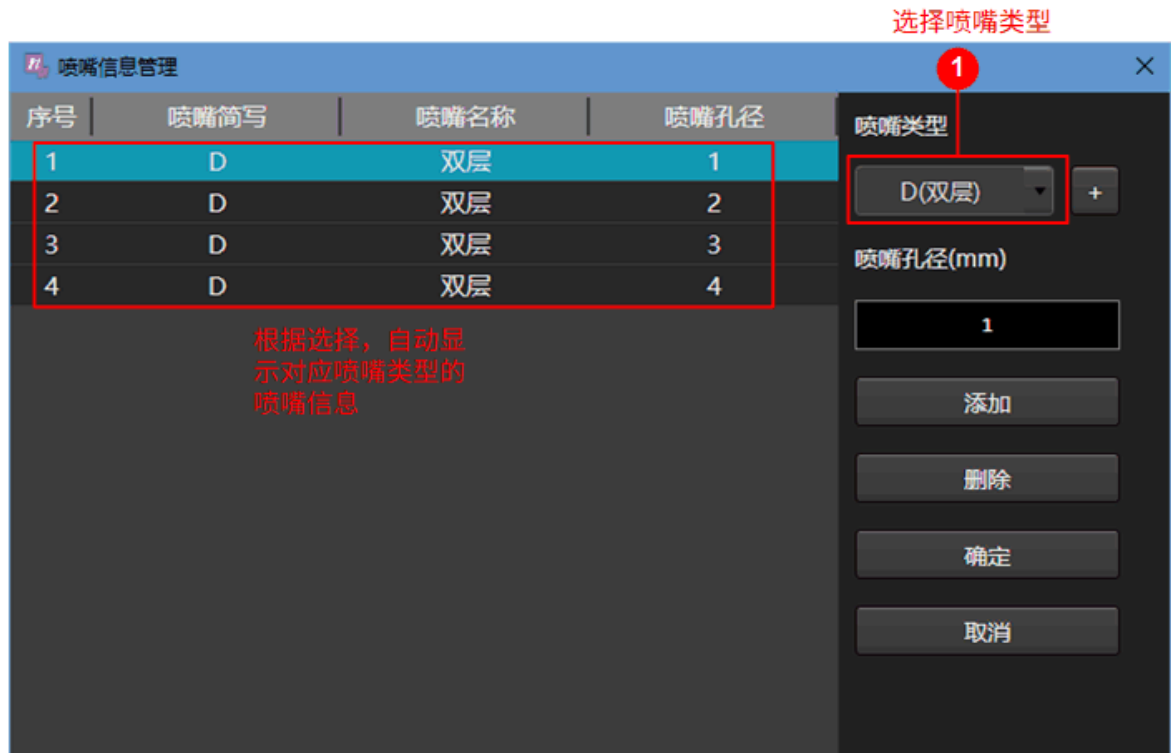 选择喷嘴类型
1
喷嘴信息管理
序号 喷嘴简写 喷嘴名称 喷嘴孔径
1 D 双层 1
2 D 双层 2
3 D 双层 3
4 D 双层 4
根据选择，自动显
示对应喷嘴类型的
喷嘴信息
喷嘴类型
D(双层) +
喷嘴孔径(mm)
1
添加
删除
确定
取消